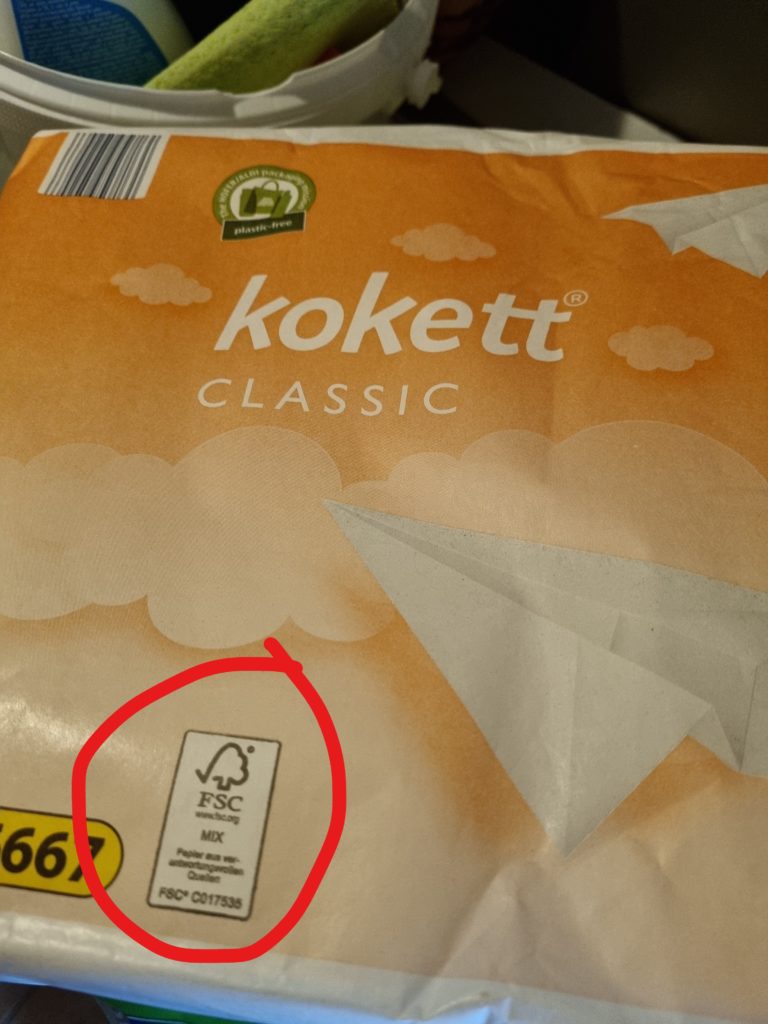 plastic-free
kokett®
CLASSIC
667
FSC
www.fsc.org
MIX
Papier aus ver-
antwortungsvollen
Quellen
FSC® C017535